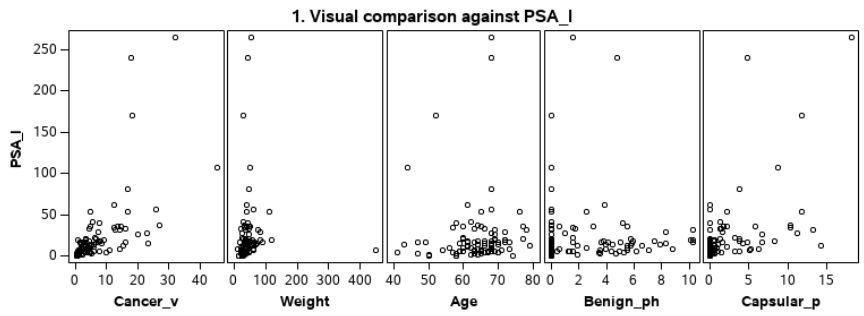 1. Visual comparison against PSA_l
250
200
150
100
50
0
PSA_l
0 10 20 30 40
0 100 200 300 400
40 50 60 70 80
0 2 4 6 8 10
0 5 10 15
Cancer_v Weight Age Benign_ph Capsular_p